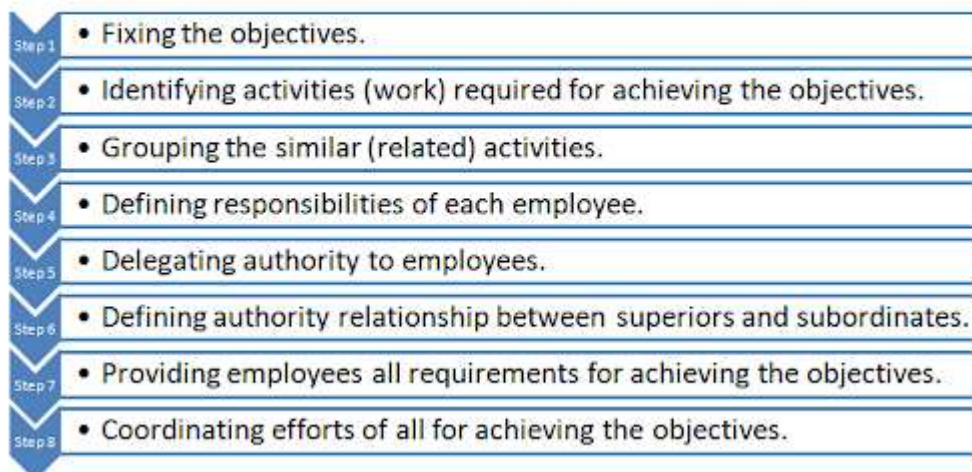 Step 1
• Fixing the objectives.
Step 2
• Identifying activities (work) required for achieving the objectives.
Step 3
• Grouping the similar (related) activities.
Step 4
• Defining responsibilities of each employee.
Step 5
• Delegating authority to employees.
Step 6
• Defining authority relationship between superiors and subordinates.
Step 7
• Providing employees all requirements for achieving the objectives.
Step 8
• Coordinating efforts of all for achieving the objectives.